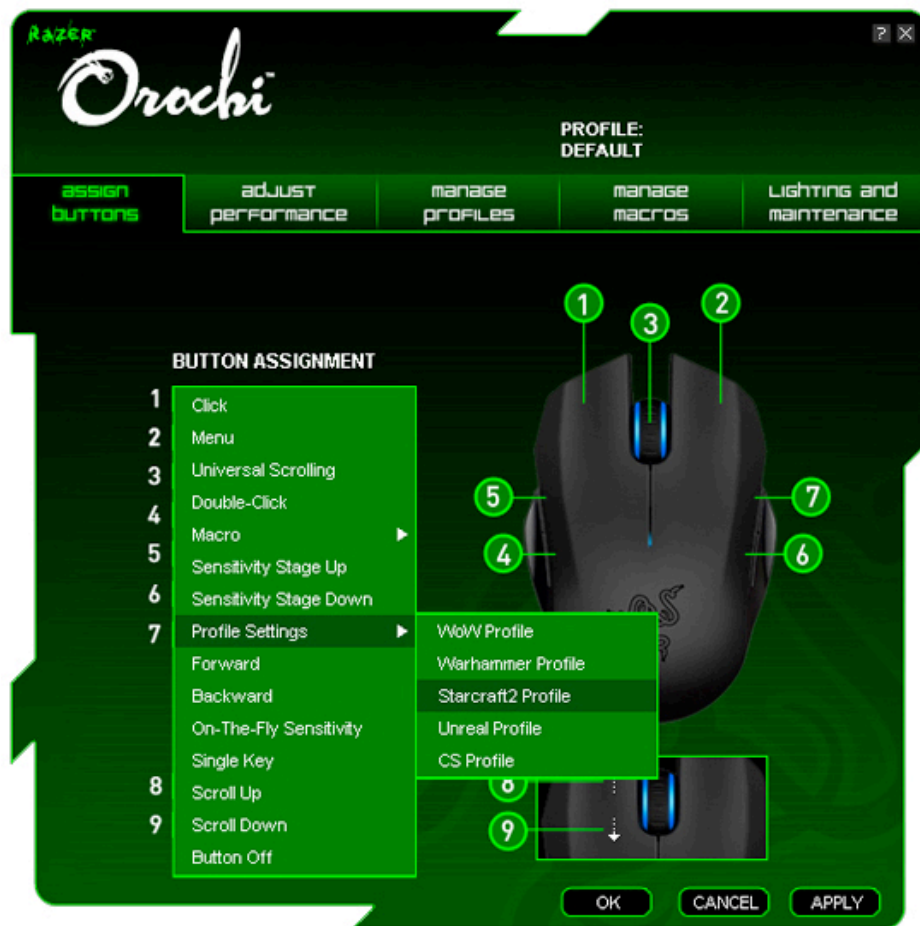 RAZER
Orochi™
? X
PROFILE:
DEFAULT
assign
buttons
adjust
performance
manage
profiles
manage
macros
Lighting and
maintenance
1
2
3
BUTTON ASSIGNMENT
1 Click
2 Menu
3 Universal Scrolling
4 Double-Click
Macro
5 Sensitivity Stage Up
6 Sensitivity Stage Down
7 Profile Settings
Forward
Backward
On-The-Fly Sensitivity
Single Key
8 Scroll Up
9 Scroll Down
Button Off
WoW Profile
Warhammer Profile
Starcraft2 Profile
Unreal Profile
CS Profile
5
7
4
6
8
9
OK
CANCEL
APPLY